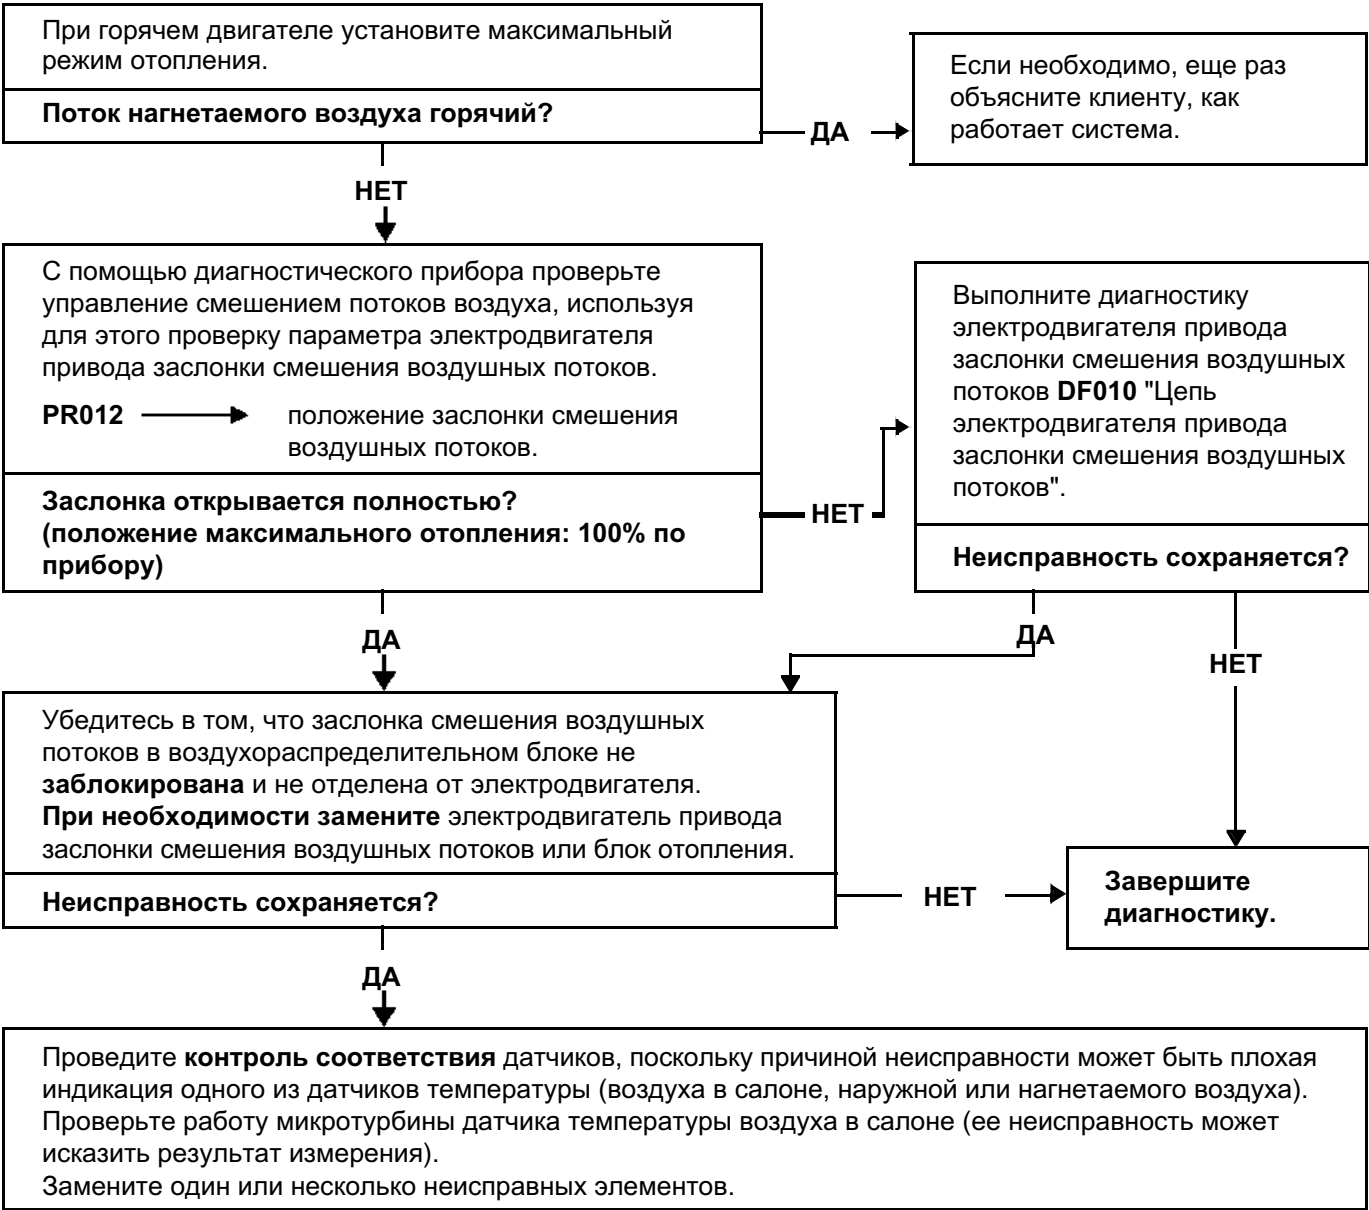 При горячем двигателе установите максимальный
режим отопления.
Поток нагнетаемого воздуха горячий?
ДА
Если необходимо, еще раз
объясните клиенту, как
работает система.
НЕТ
С помощью диагностического прибора проверьте
управление смешением потоков воздуха, используя
для этого проверку параметра электродвигателя
привода заслонки смешения воздушных потоков.
PR012 положение заслонки смешения
воздушных потоков.
Заслонка открывается полностью?
(положение максимального отопления: 100% по
прибору)
НЕТ
Выполните диагностику
электродвигателя привода
заслонки смешения воздушных
потоков DF010 "Цепь
электродвигателя привода
заслонки смешения воздушных
потоков".
Неисправность сохраняется?
ДА
ДА
НЕТ
Убедитесь в том, что заслонка смешения воздушных
потоков в воздухораспределительном блоке не
заблокирована и не отделена от электродвигателя.
При необходимости замените электродвигатель привода
заслонки смешения воздушных потоков или блок отопления.
Неисправность сохраняется?
НЕТ
Завершите
диагностику.
ДА
Проведите контроль соответствия датчиков, поскольку причиной неисправности может быть плохая
индикация одного из датчиков температуры (воздуха в салоне, наружной или нагнетаемого воздуха).
Проверьте работу микротурбины датчика температуры воздуха в салоне (ее неисправность может
исказить результат измерения).
Замените один или несколько неисправных элементов.